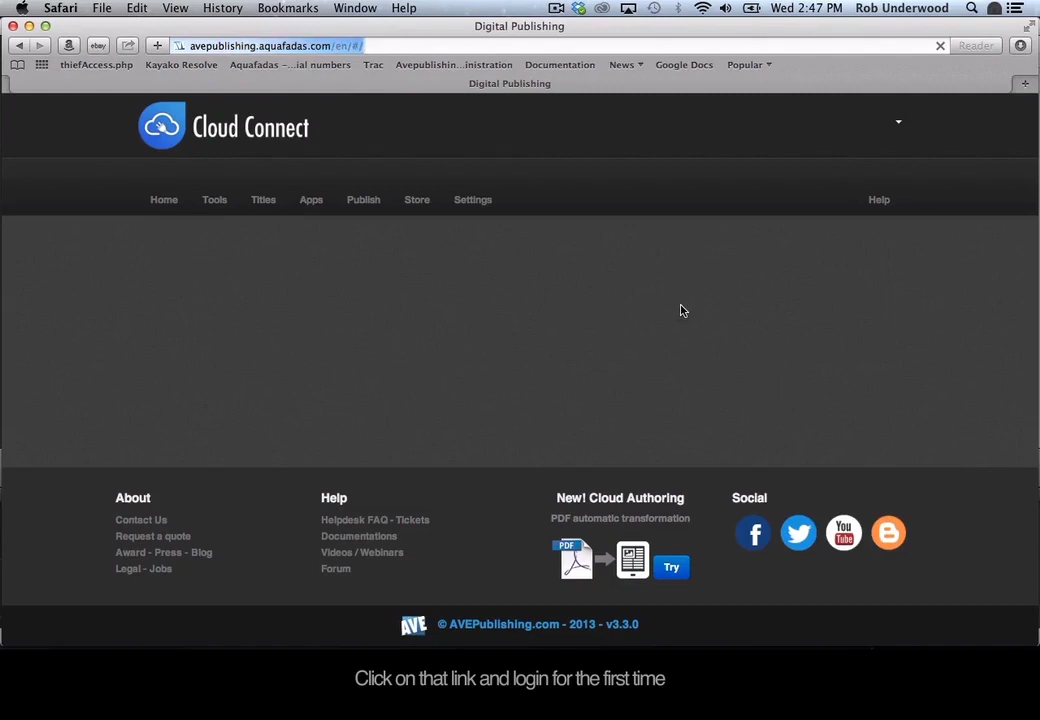 Safari File Edit View History Bookmarks Window Help Wed 2:47 PM Rob Underwood
Digital Publishing
ebay avepublishing.aquafadas.com/en/#/ Reader
thiefAccess.php Kayako Resolve Aquafadas -...ial numbers Trac Avepublishin...inistration Documentation News Google Docs Popular
Digital Publishing
Cloud Connect
Home Tools Titles Apps Publish Store Settings Help
About Help New! Cloud Authoring Social
Contact Us Helpdesk FAQ - Tickets PDF automatic transformation
Request a quote Documentations
Award - Press - Blog Videos / Webinars
Legal - Jobs Forum
PDF Try
You Tube
AVE © AVEPublishing.com - 2013 - v3.3.0
Click on that link and login for the first time